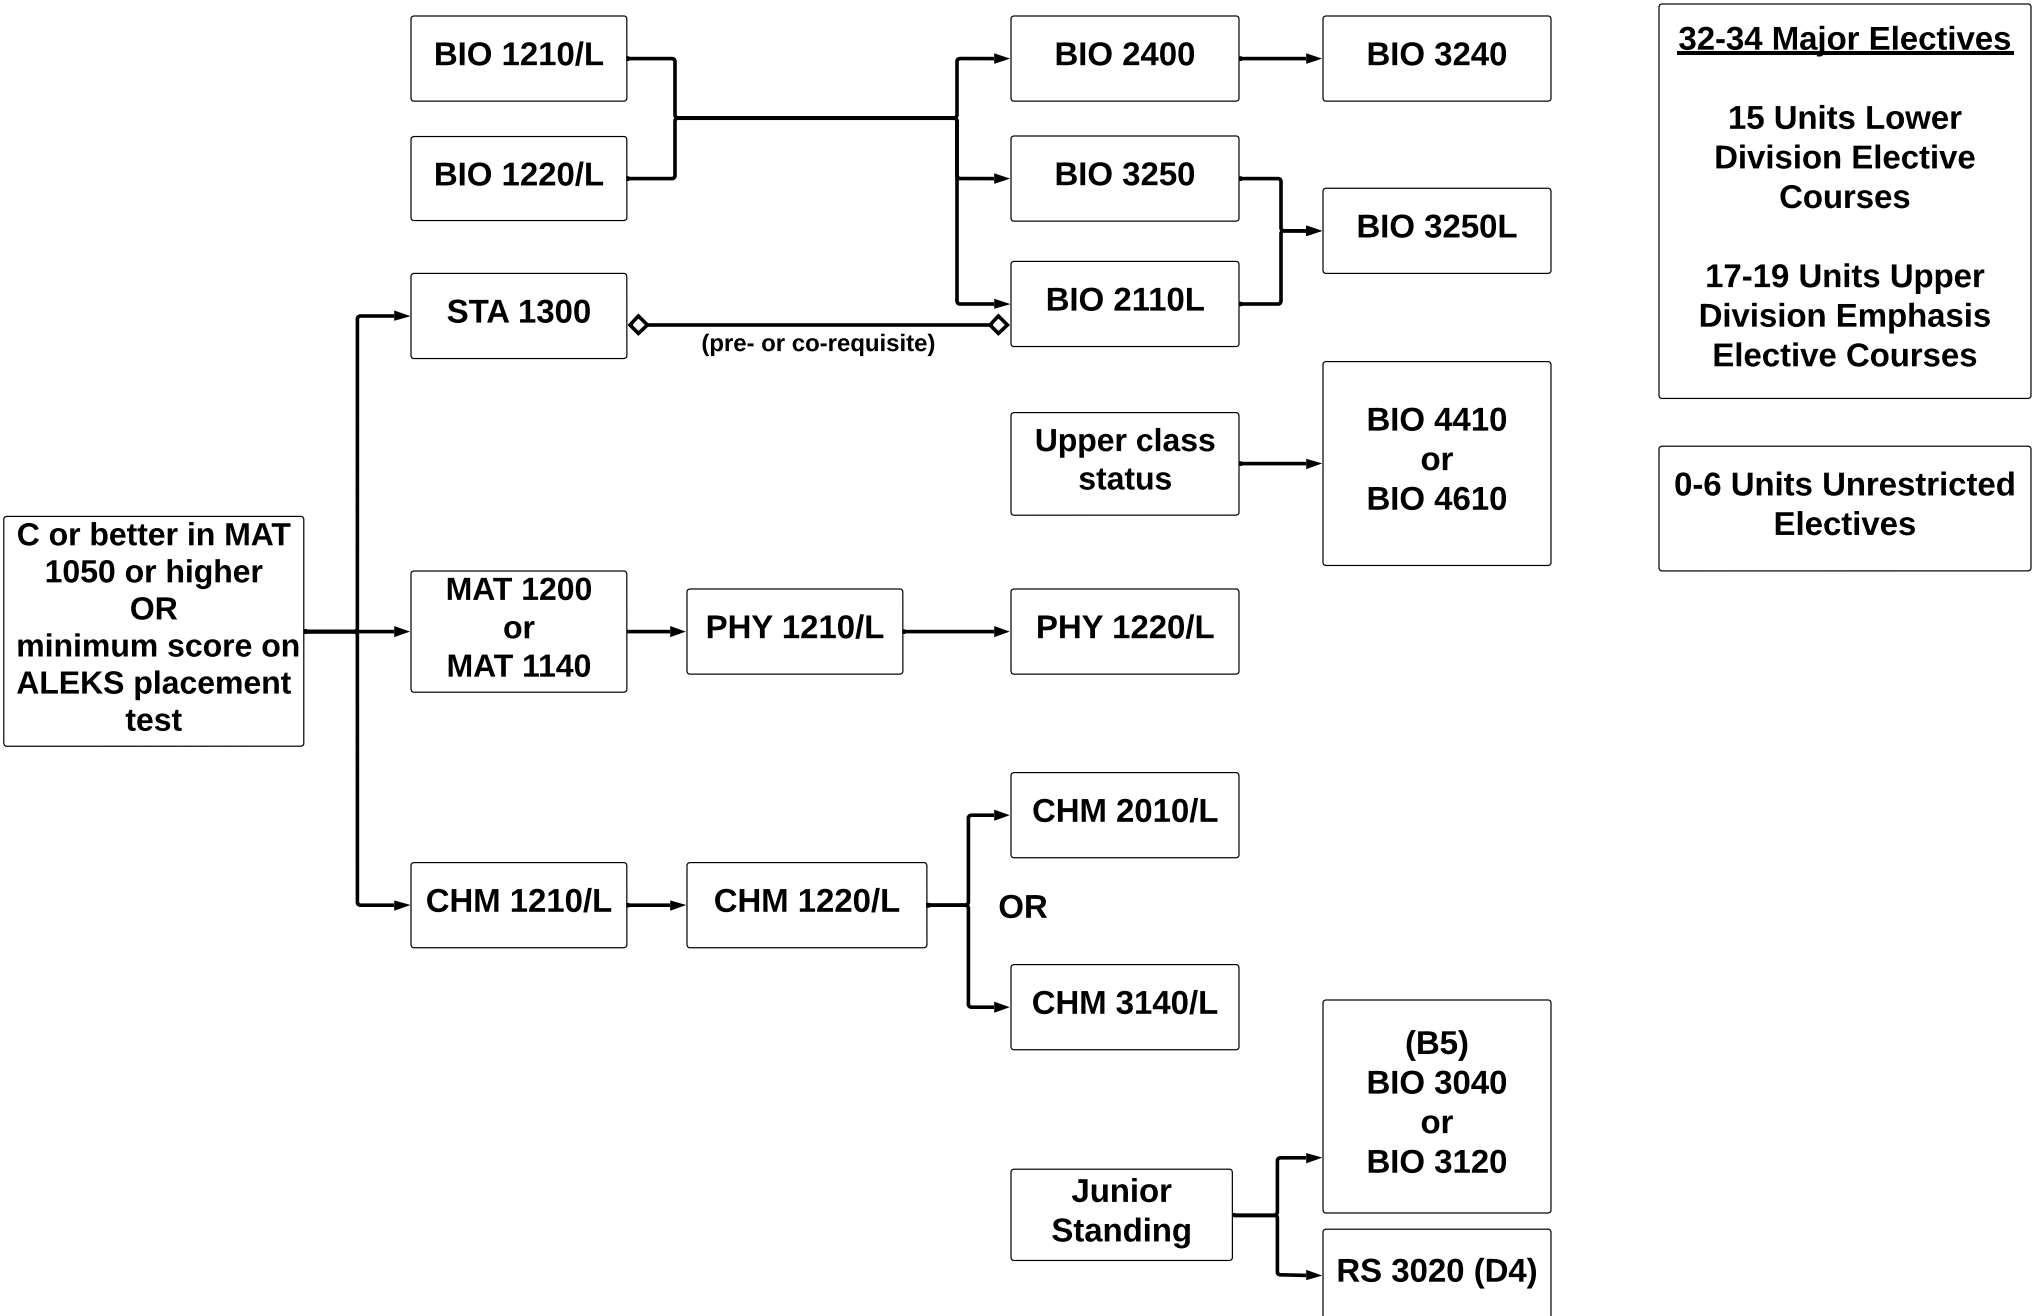 BIO 1210/L
BIO 2400
BIO 3240
32-34 Major Electives
15 Units Lower
Division Elective
Courses
17-19 Units Upper
Division Emphasis
Elective Courses
BIO 1220/L
BIO 3250
BIO 3250L
STA 1300
BIO 2110L
(pre- or co-requisite)
Upper class
status
BIO 4410
or
BIO 4610
0-6 Units Unrestricted
Electives
C or better in MAT
1050 or higher
OR
minimum score on
ALEKS placement
test
MAT 1200
or
MAT 1140
PHY 1210/L
PHY 1220/L
CHM 2010/L
CHM 1210/L
CHM 1220/L
OR
CHM 3140/L
(B5)
BIO 3040
or
BIO 3120
Junior
Standing
RS 3020 (D4)